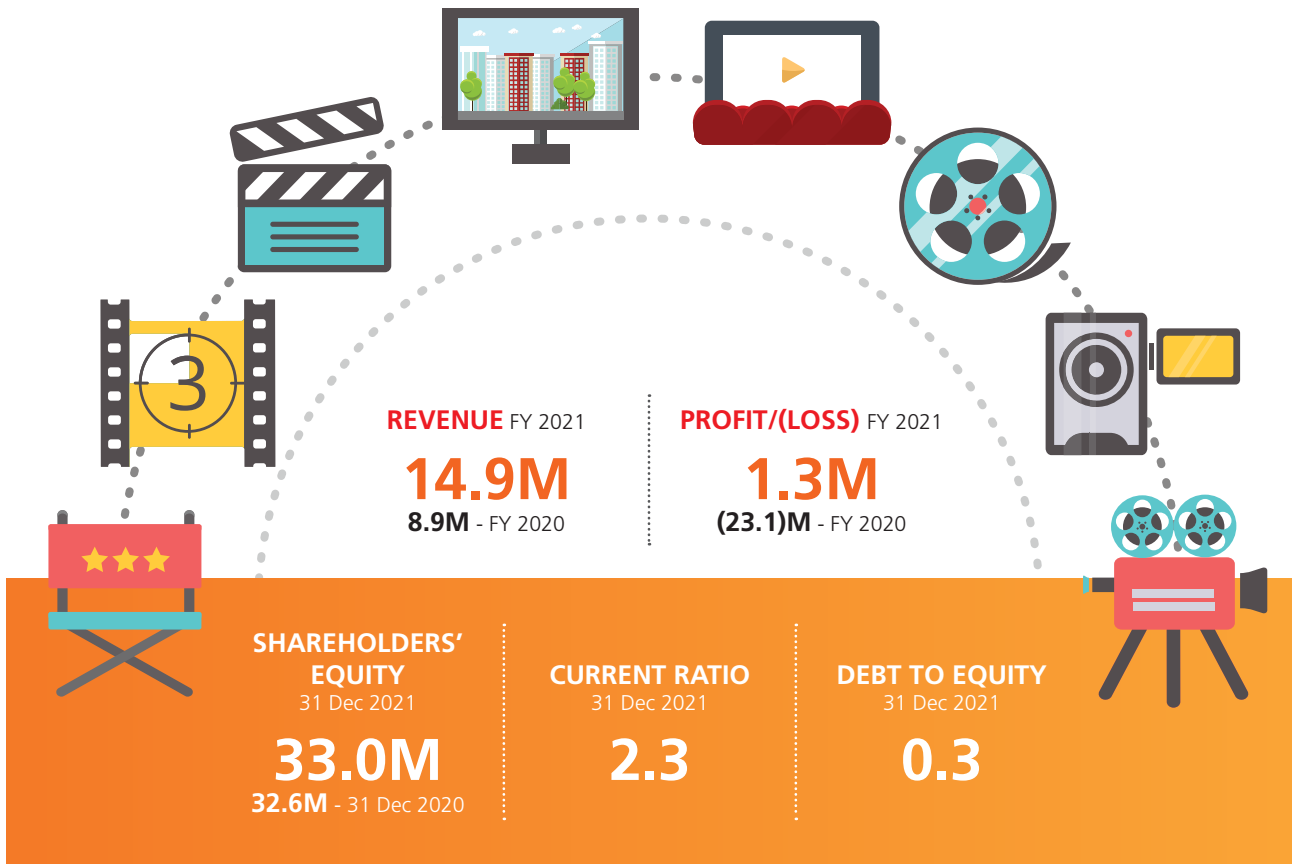 3
REVENUE FY 2021
14.9M
8.9M - FY 2020
PROFIT/(LOSS) FY 2021
1.3M
(23.1)M - FY 2020
SHAREHOLDERS’
EQUITY
31 Dec 2021
33.0M
32.6M - 31 Dec 2020
CURRENT RATIO
31 Dec 2021
2.3
DEBT TO EQUITY
31 Dec 2021
0.3